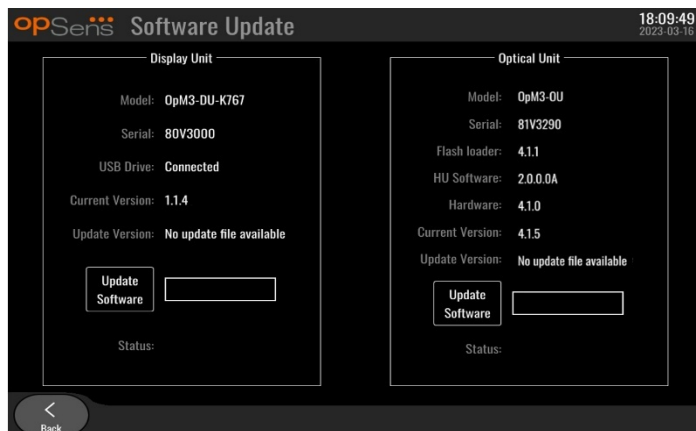 opSens Software Update
18:09:49
2023-03-16
Display Unit
Model: OpM3-DU-K767
Serial: 80V3000
USB Drive: Connected
Current Version: 1.1.4
Update Version: No update file available
Update
Software
Status:
Optical Unit
Model: OpM3-OU
Serial: 81V3290
Flash loader: 4.1.1
HU Software: 2.0.0.0A
Hardware: 4.1.0
Current Version: 4.1.5
Update Version: No update file available
Update
Software
Status:
Back